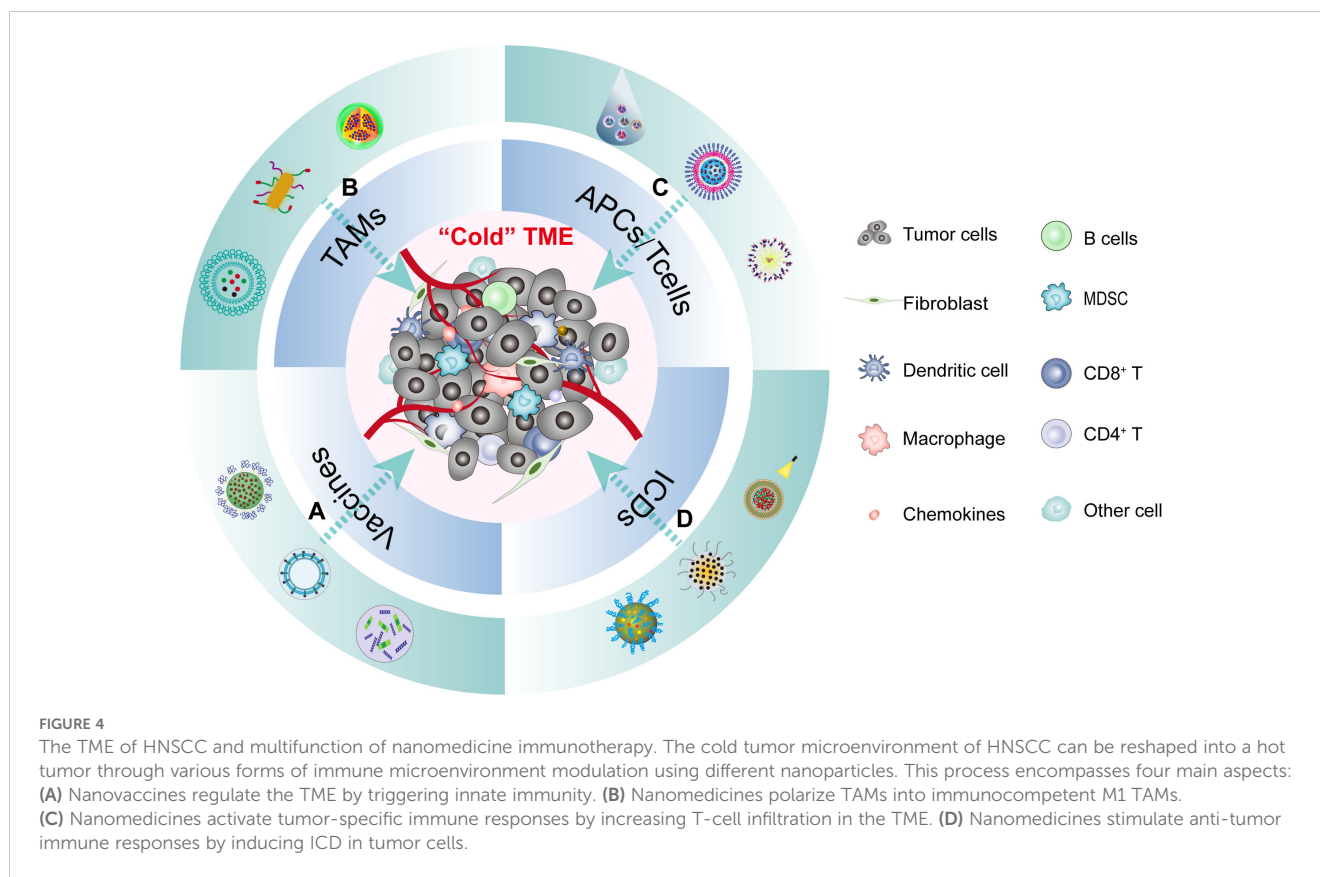 B
TAMs
C
APCs/Tcells
"Cold" TME
A
Vaccines
D
ICDs
Tumor cells
B cells
Fibroblast
MDSC
Dendritic cell
CD8⁺ T
Macrophage
CD4⁺ T
Chemokines
Other cell
FIGURE 4
The TME of HNSCC and multifunction of nanomedicine immunotherapy. The cold tumor microenvironment of HNSCC can be reshaped into a hot
tumor through various forms of immune microenvironment modulation using different nanoparticles. This process encompasses four main aspects:
(A) Nanovaccines regulate the TME by triggering innate immunity. (B) Nanomedicines polarize TAMs into immunocompetent M1 TAMs.
(C) Nanomedicines activate tumor-specific immune responses by increasing T-cell infiltration in the TME. (D) Nanomedicines stimulate anti-tumor
immune responses by inducing ICD in tumor cells.